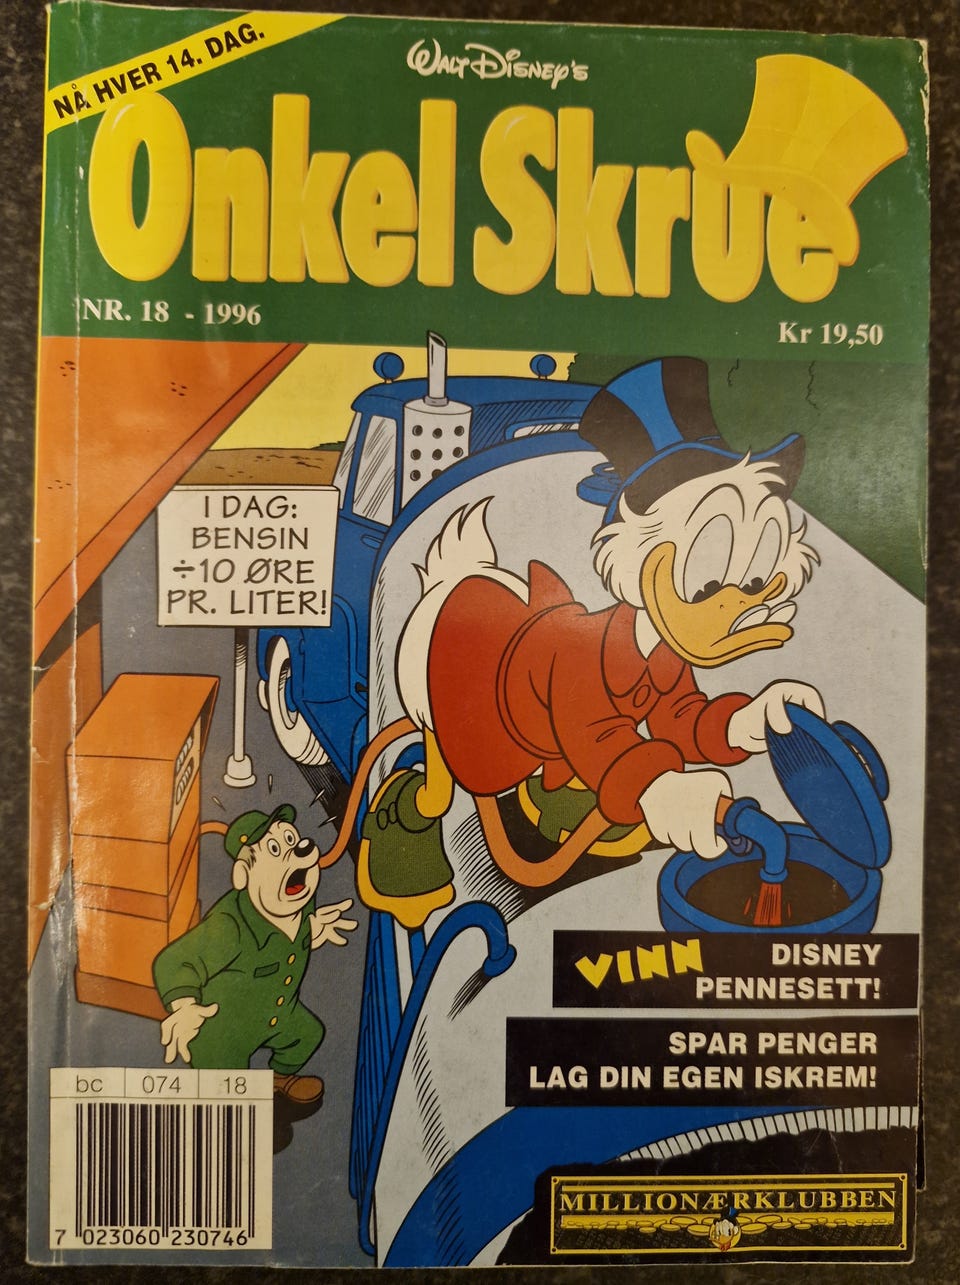 NÅ HVER 14. DAG.
WALT DISNEY'S
Onkel Skrue
NR. 18 - 1996
Kr 19,50
I DAG:
BENSIN
÷10 ØRE
PR. LITER!
VINN DISNEY
PENNESETT!
SPAR PENGER
LAG DIN EGEN ISKREM!
bc 074 18
7 023060 230746
MILLIONÆRKLUBBEN